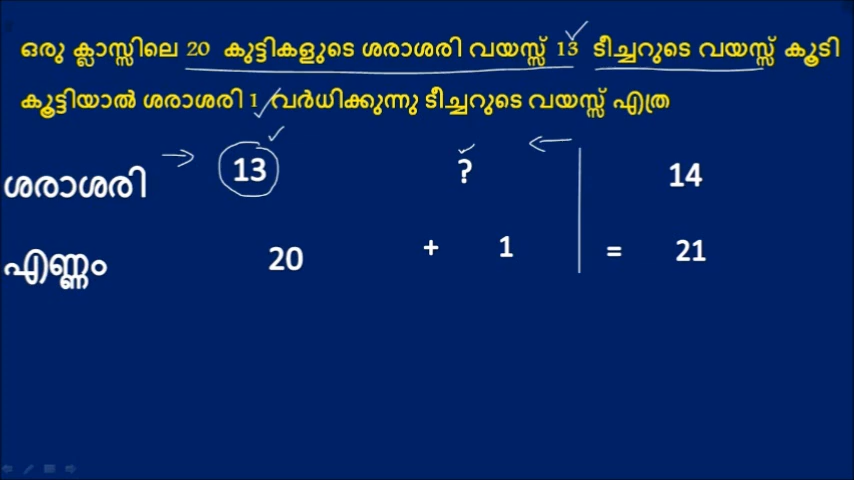 ഒരു ക്ലാസ്സിലെ 20 കുട്ടികളുടെ ശരാശരി വയസ്സ് 13 ടീച്ചറുടെ വയസ്സ് കൂടി
കൂട്ടിയാൽ ശരാശരി 1 വർധിക്കുന്നു ടീച്ചറുടെ വയസ്സ് എത്ര
ശരാശരി → 13 ? ← 14
എണ്ണം 20 + 1 = 21